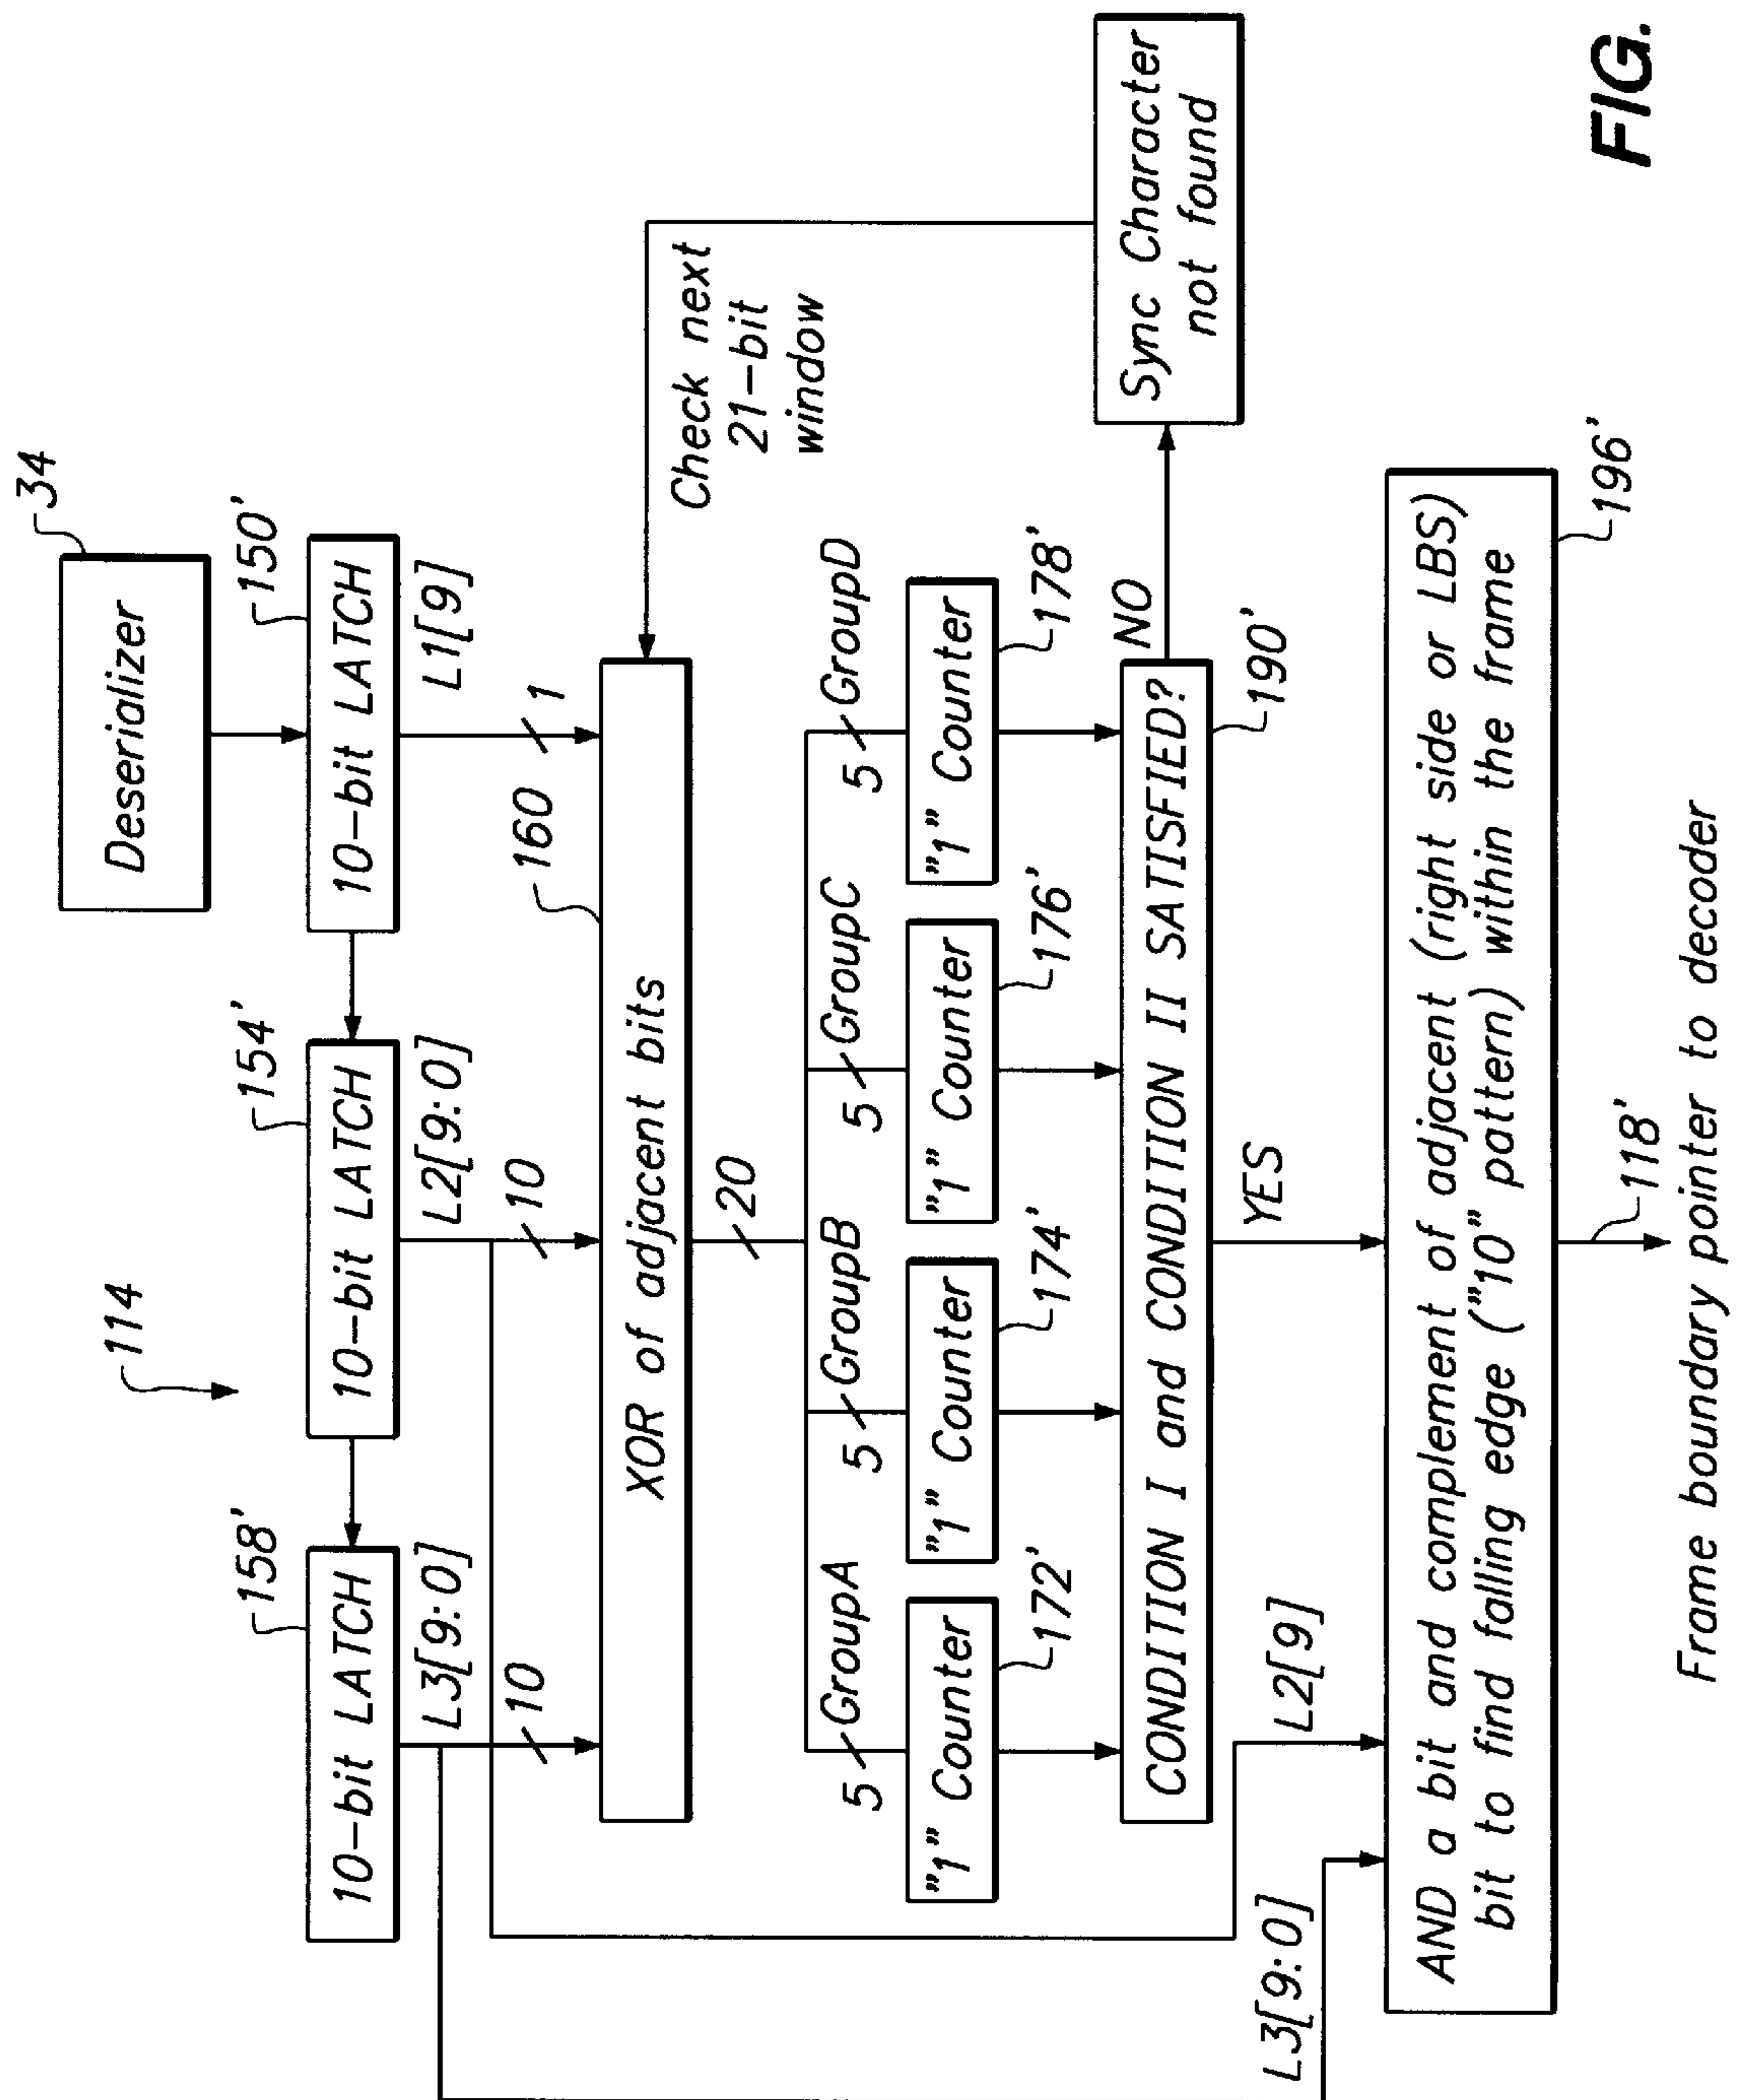 114
34
Deserializer
158'
154'
150'
10-bit LATCH
10-bit LATCH
10-bit LATCH
L3[9:0]
L2[9:0]
L1[9]
10
10
1
160
XOR of adjacent bits
Check next
21-bit
window
20
5
GroupA
5
GroupB
5
GroupC
5
GroupD
"1" Counter
"1" Counter
"1" Counter
"1" Counter
172'
174'
176'
178'
CONDITION I and CONDITION II SATISFIED?
NO
190'
Sync Character
not found
YES
L3[9:0]
L2[9]
AND a bit and complement of adjacent (right side or LBS)
bit to find falling edge ("10" pattern) within the frame
196'
118'
Frame boundary pointer to decoder
FIG.